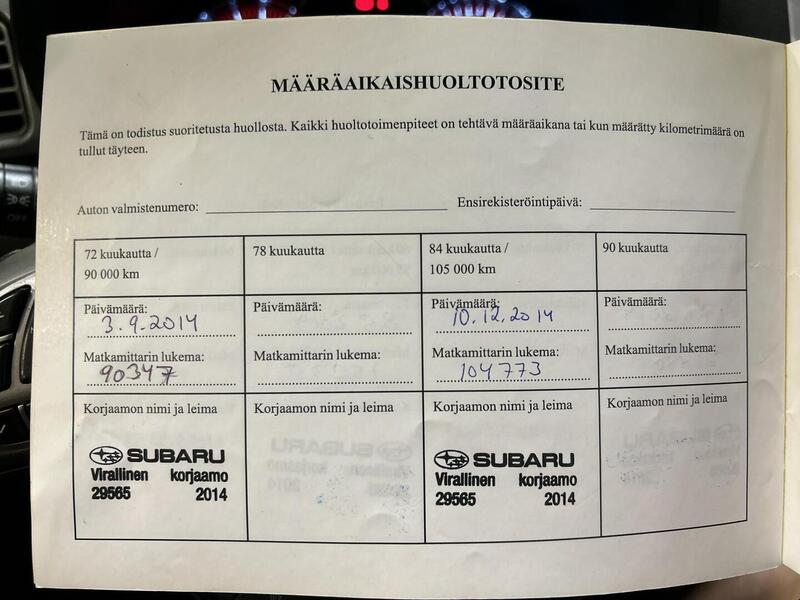 MÄÄRÄAIKAISHUOLTOTOSITE
Tämä on todistus suoritetusta huollosta. Kaikki huoltotoimenpiteet on tehtävä määräaikana tai kun määrätty kilometrimäärä on
tullut täyteen.
Auton valmistenumero:
Ensirekisteröintipäivä:
72 kuukautta /
90 000 km
78 kuukautta
84 kuukautta /
105 000 km
90 kuukautta
Päivämäärä:
3.9.2014
Päivämäärä:
Päivämäärä:
10.12.2014
Päivämäärä:
Matkamittarin lukema:
90347
Matkamittarin lukema:
Matkamittarin lukema:
104773
Matkamittarin lukema:
Korjaamon nimi ja leima
SUBARU
Virallinen korjaamo
29565 2014
Korjaamon nimi ja leima
Korjaamon nimi ja leima
SUBARU
Virallinen korjaamo
29565 2014
Korjaamon nimi ja leima
OFF